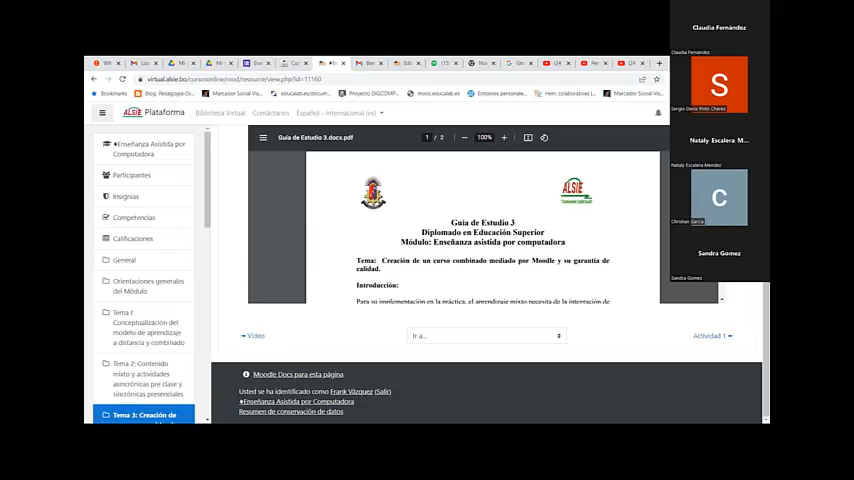 Claudia Fernández
Claudia Fernández
S
Sergio Denis Pinto Chavez
Nataly Escalera M...
Nataly Escalera Mendez
C
Christian Garcia
Sandra Gomez
Sandra Gomez
virtual.alsie.bo/cursosonline/mod/resource/view.php?id=11160
Bookmarks
Blog. Pedagogia-Di
Marcador Social Vis...
educalab.es/docum...
Proyecto DIGCOMP...
mooc.educalab.es
Entornos personale...
Herr. colaborativas (...
Marcador Social Vis...
ALSIE Plataforma
Biblioteca Virtual
Contáctanos
Español - Internacional (es)
♦Enseñanza Asistida por
Computadora
Participantes
Insignias
Competencias
Calificaciones
General
Orientaciones generales
del Módulo
Tema I:
Conceptualización del
modelo de aprendizaje
a distancia y combinado
Tema 2: Contenido
mixto y actividades
asincrónicas pre clase y
sincrónicas presenciales
Tema 3: Creación de
Guía de Estudio 3.docx.pdf
1 / 2
100%
ALSIE
Guía de Estudio 3
Diplomado en Educación Superior
Módulo: Enseñanza asistida por computadora
Tema: Creación de un curso combinado mediado por Moodle y su garantía de
calidad.
Introducción:
Para su implementación en la práctica, el aprendizaje mixto necesita de la integración de
◄ Video
Ir a...
Actividad 1 ►
Moodle Docs para esta página
Usted se ha identificado como Frank Vázquez (Salir)
♦Enseñanza Asistida por Computadora
Resumen de conservación de datos